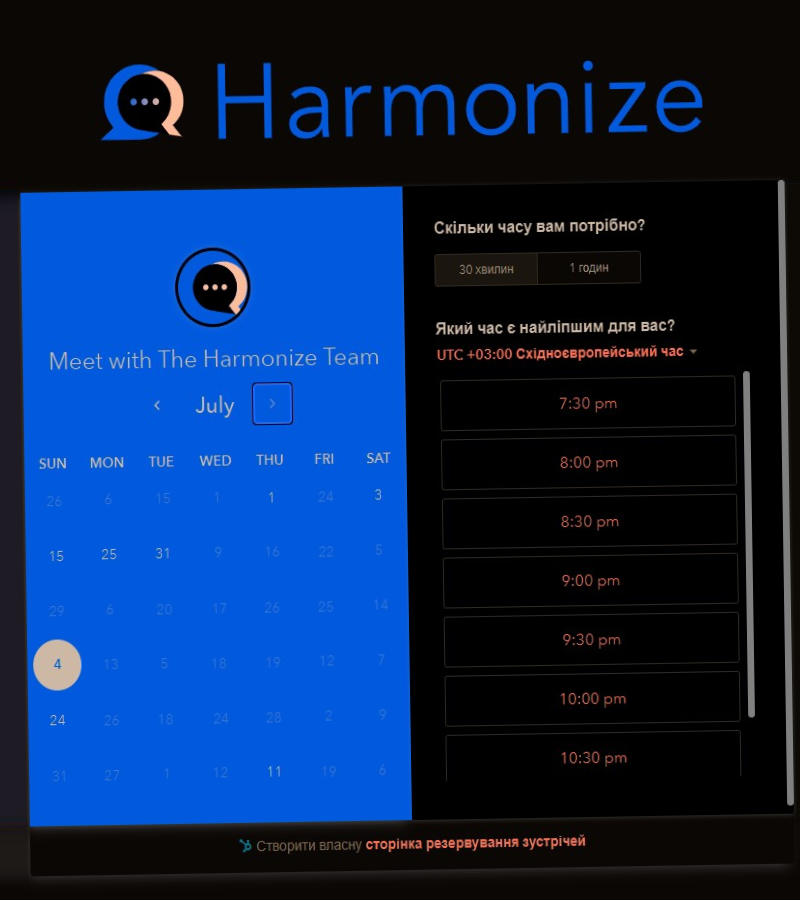 Harmonize
Meet with The Harmonize Team
July
SUN MON TUE WED THU FRI SAT
26 6 15 1 1 24 3
15 25 31 9 16 22 5
29 6 20 17 26 25 14
4 13 5 18 19 12 7
24 26 18 24 28 2 9
31 27 1 12 11 19 6
Скільки часу вам потрібно?
30 хвилин 1 годин
Який час є найліпшим для вас?
UTC +03:00 Східноєвропейський час
7:30 pm
8:00 pm
8:30 pm
9:00 pm
9:30 pm
10:00 pm
10:30 pm
Створити власну сторінка резервування зустрічей